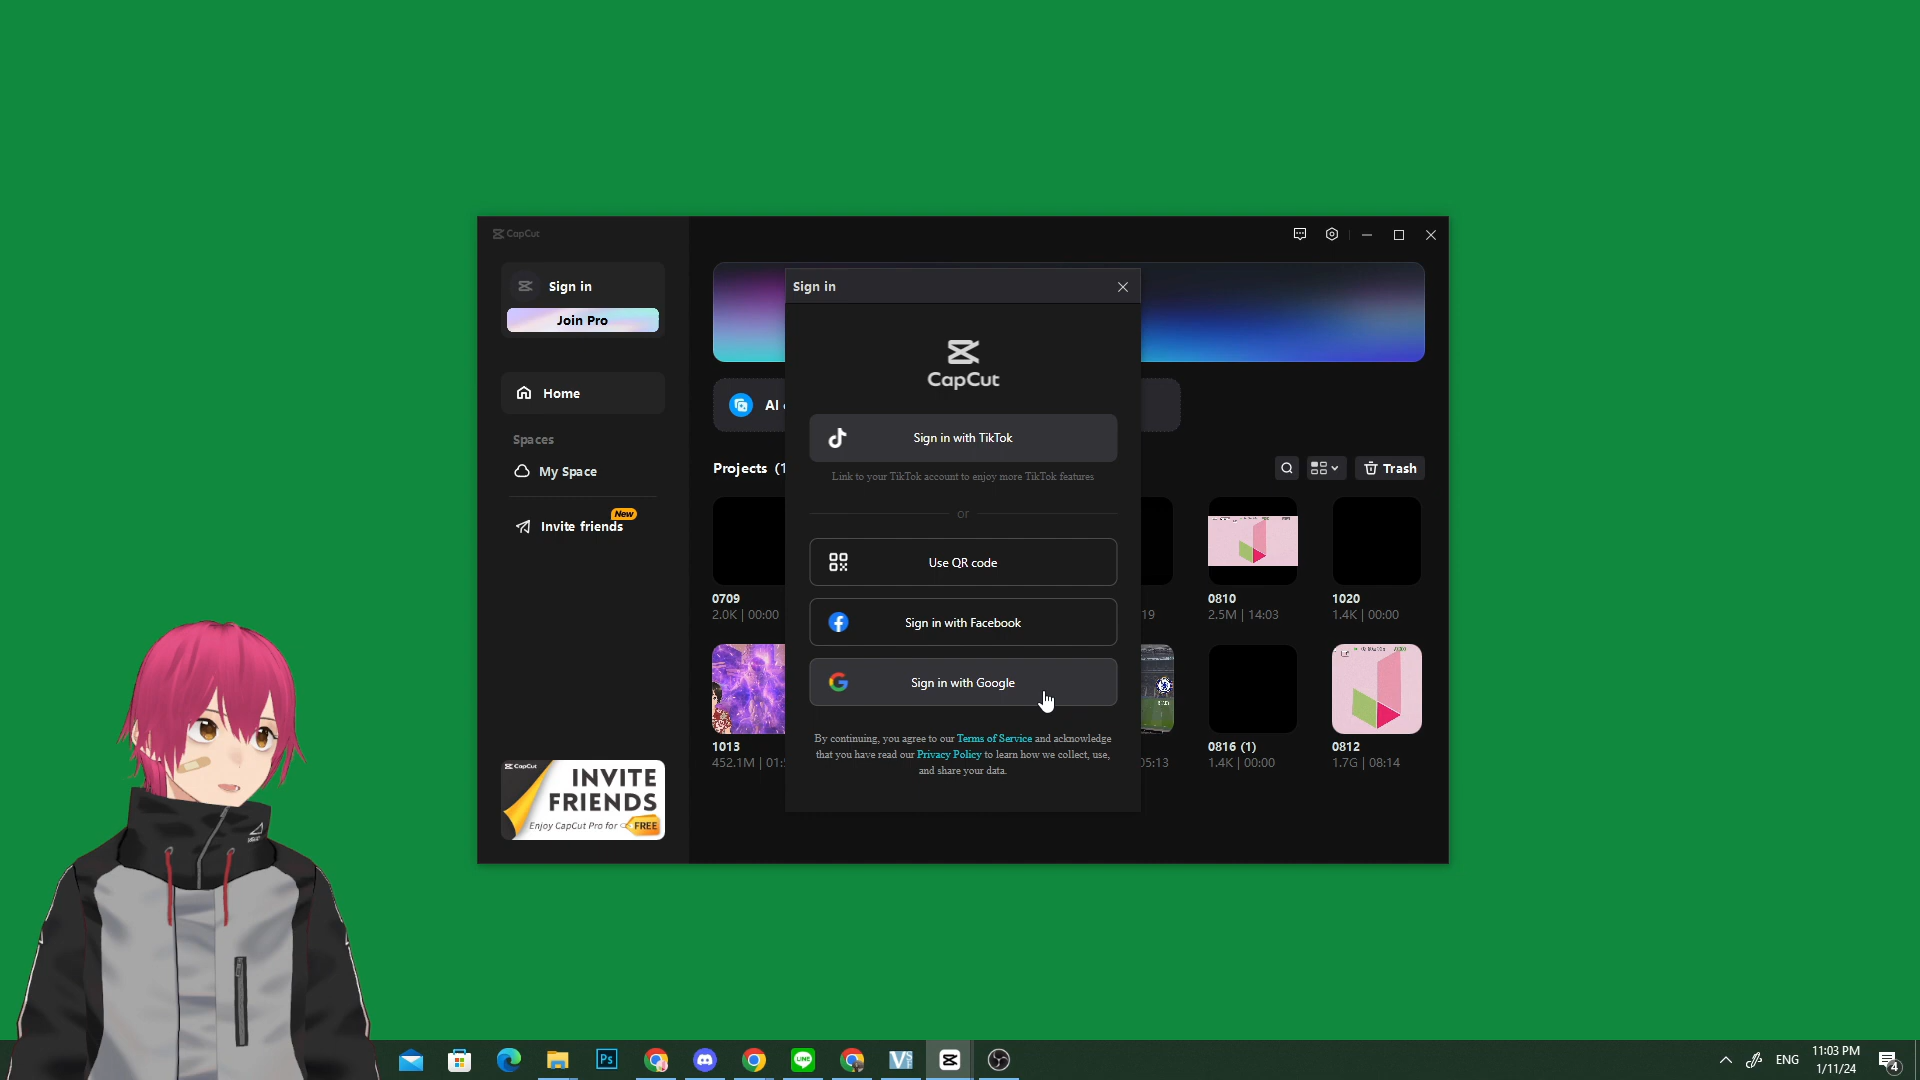 CapCut
Sign in
Join Pro
Home
Spaces
My Space
New
Invite friends
CapCut
INVITE
FRIENDS
Enjoy CapCut Pro for FREE
AI
Projects
Trash
0709
2.0K | 00:00
19
0810
2.5M | 14:03
1020
1.4K | 00:00
1013
452.1M | 01:
05:13
0816 (1)
1.4K | 00:00
0812
1.7G | 08:14
Sign in
CapCut
Sign in with TikTok
Link to your TikTok account to enjoy more TikTok features
or
Use QR code
Sign in with Facebook
Sign in with Google
By continuing, you agree to our Terms of Service and acknowledge
that you have read our Privacy Policy to learn how we collect, use,
and share your data.
Ps
LINE
ENG
11:03 PM
1/11/24
4